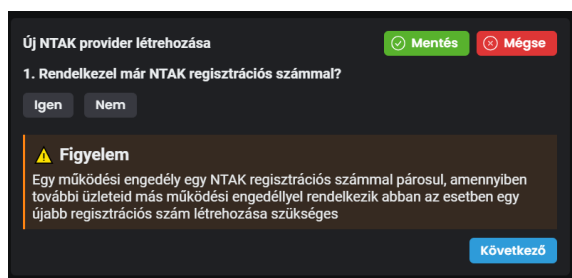 Új NTAK provider létrehozása
Mentés
Mégse
1. Rendelkezel már NTAK regisztrációs számmal?
Igen
Nem
Figyelem
Egy működési engedély egy NTAK regisztrációs számmal párosul, amennyiben
további üzleteid más működési engedéllyel rendelkezik abban az esetben egy
újabb regisztrációs szám létrehozása szükséges
Következő